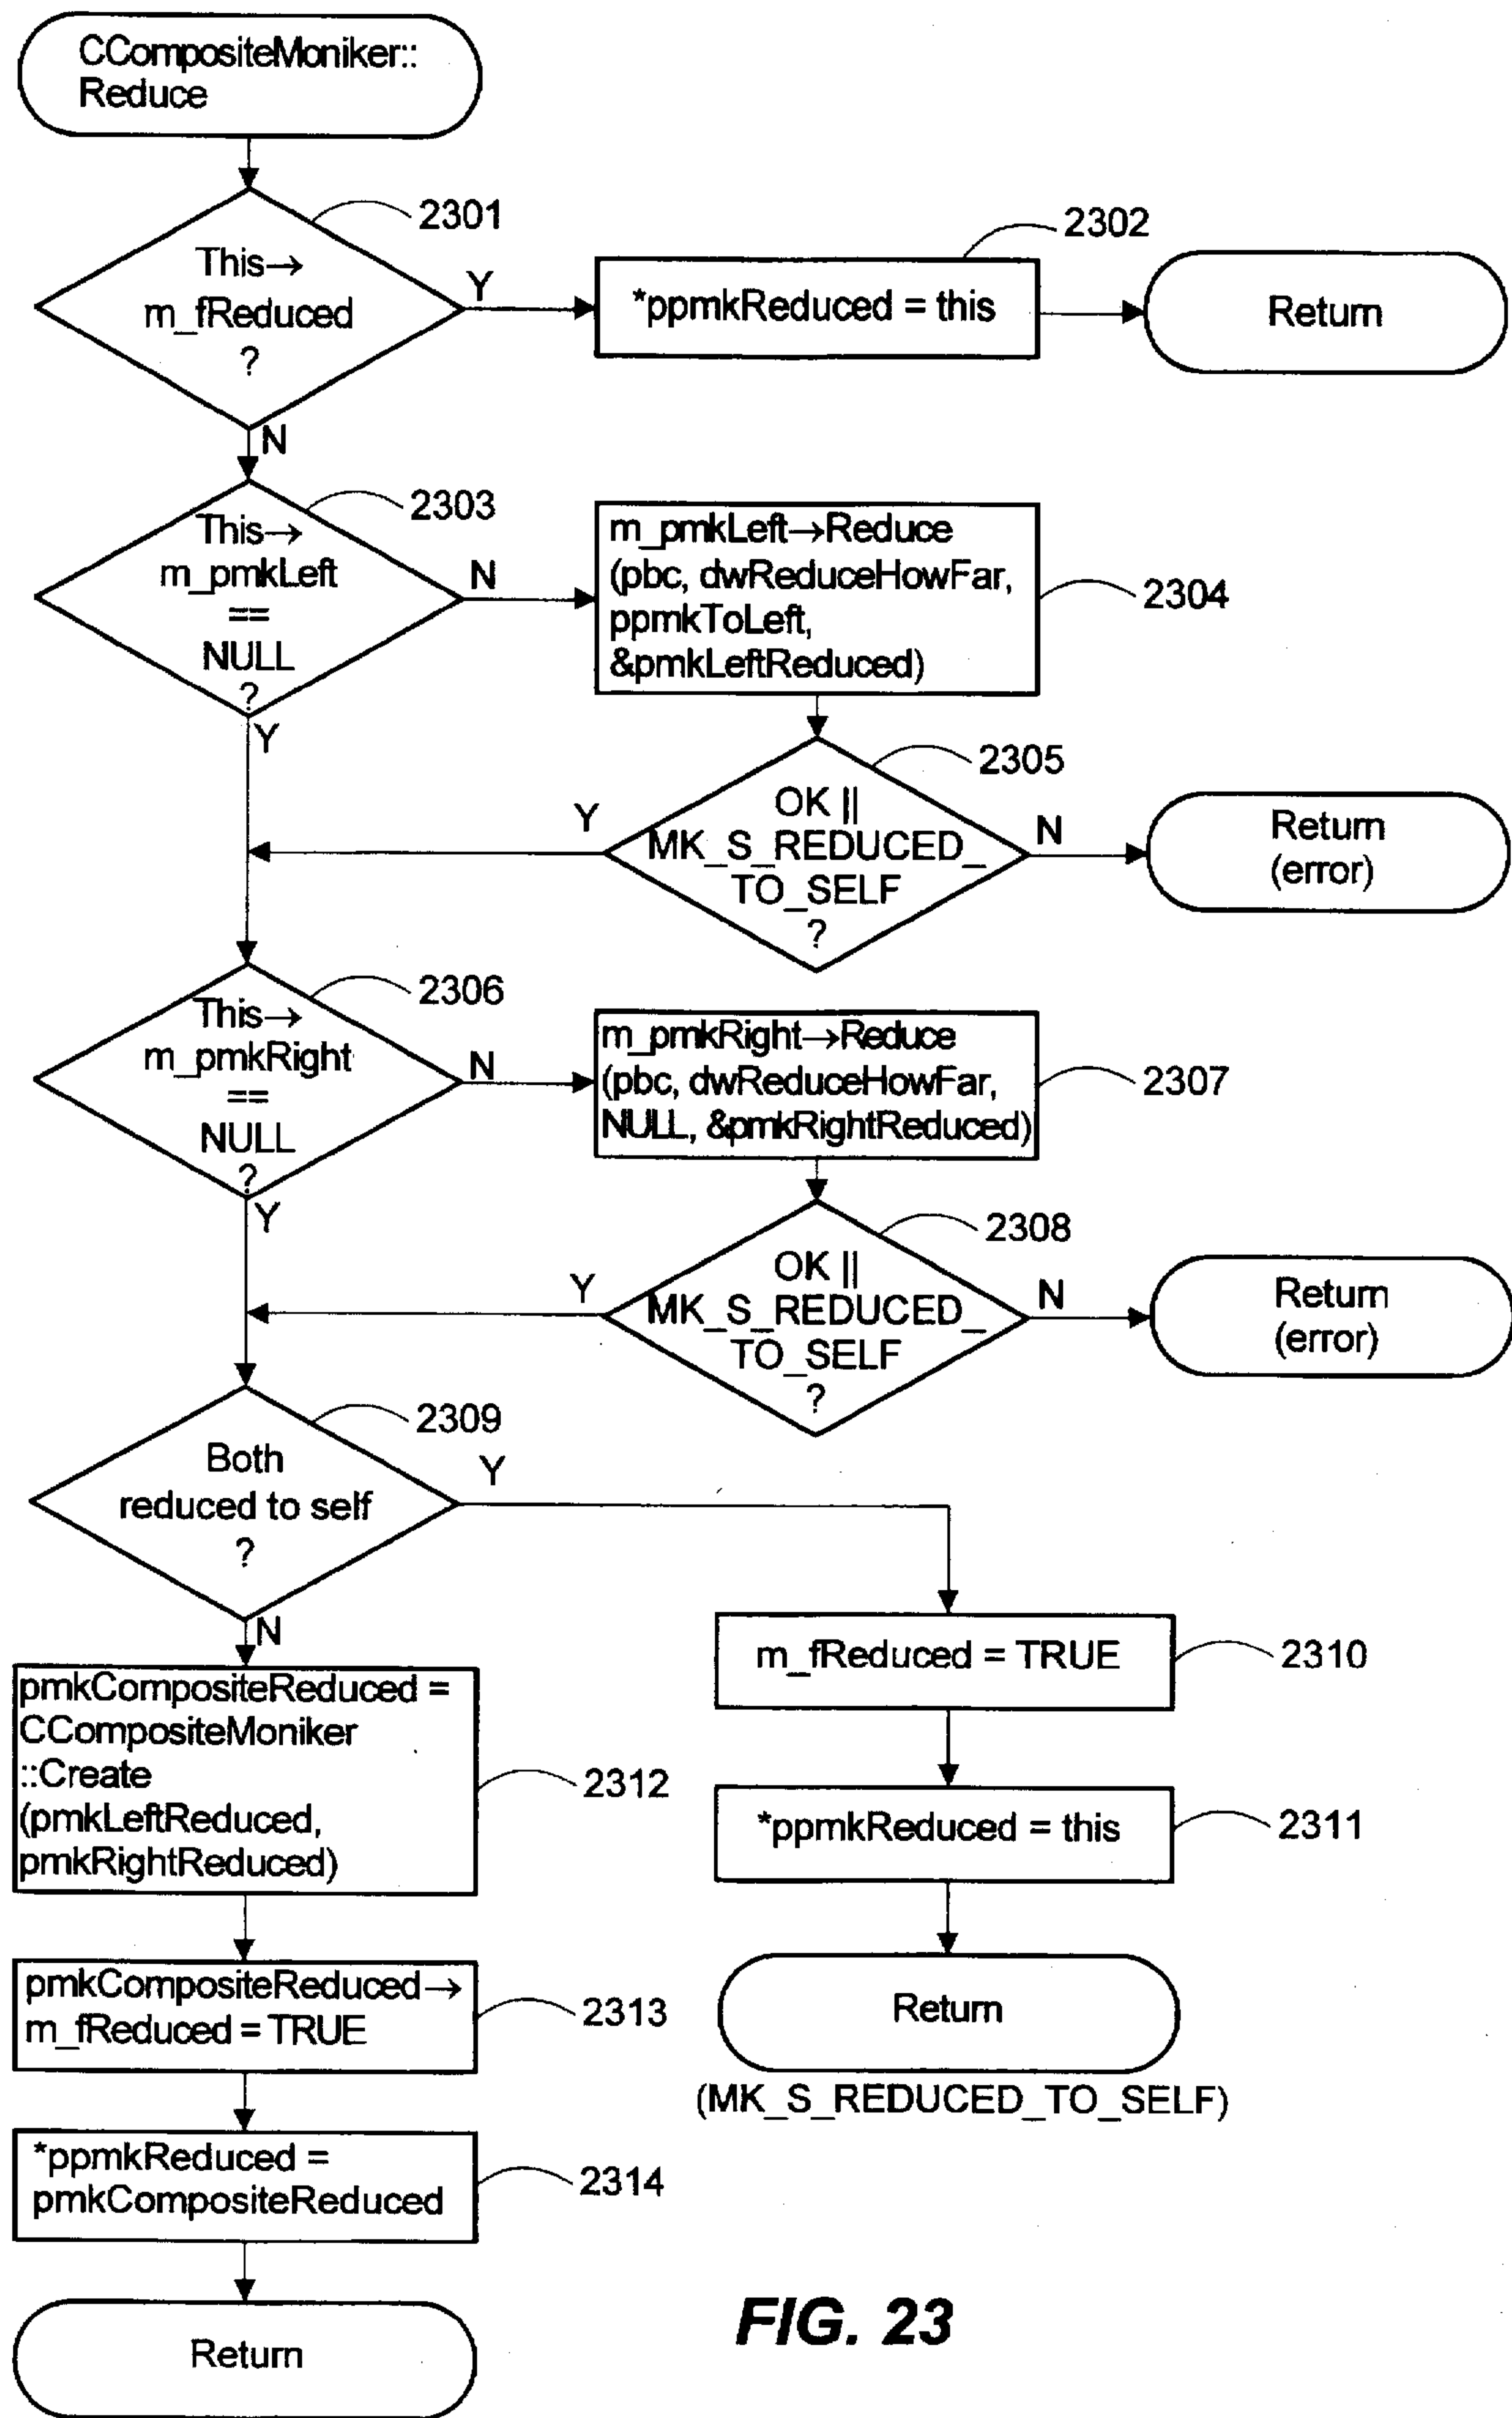 CCompositeMoniker::
Reduce
2301
This→
m_fReduced
?
Y
2302
*ppmkReduced = this
Return
N
2303
This→
m_pmkLeft
==
NULL
?
N
m_pmkLeft→Reduce
(pbc, dwReduceHowFar,
ppmkToLeft,
&pmkLeftReduced)
2304
Y
2305
OK ||
MK_S_REDUCED_
TO_SELF
?
Y
N
Return
(error)
2306
This→
m_pmkRight
==
NULL
?
N
m_pmkRight→Reduce
(pbc, dwReduceHowFar,
NULL, &pmkRightReduced)
2307
Y
2308
OK ||
MK_S_REDUCED_
TO_SELF
?
Y
N
Return
(error)
2309
Both
reduced to self
?
Y
N
m_fReduced = TRUE
2310
pmkCompositeReduced =
CCompositeMoniker
::Create
(pmkLeftReduced,
pmkRightReduced)
2312
*ppmkReduced = this
2311
pmkCompositeReduced→
m_fReduced = TRUE
2313
Return
(MK_S_REDUCED_TO_SELF)
*ppmkReduced =
pmkCompositeReduced
2314
Return
FIG. 23